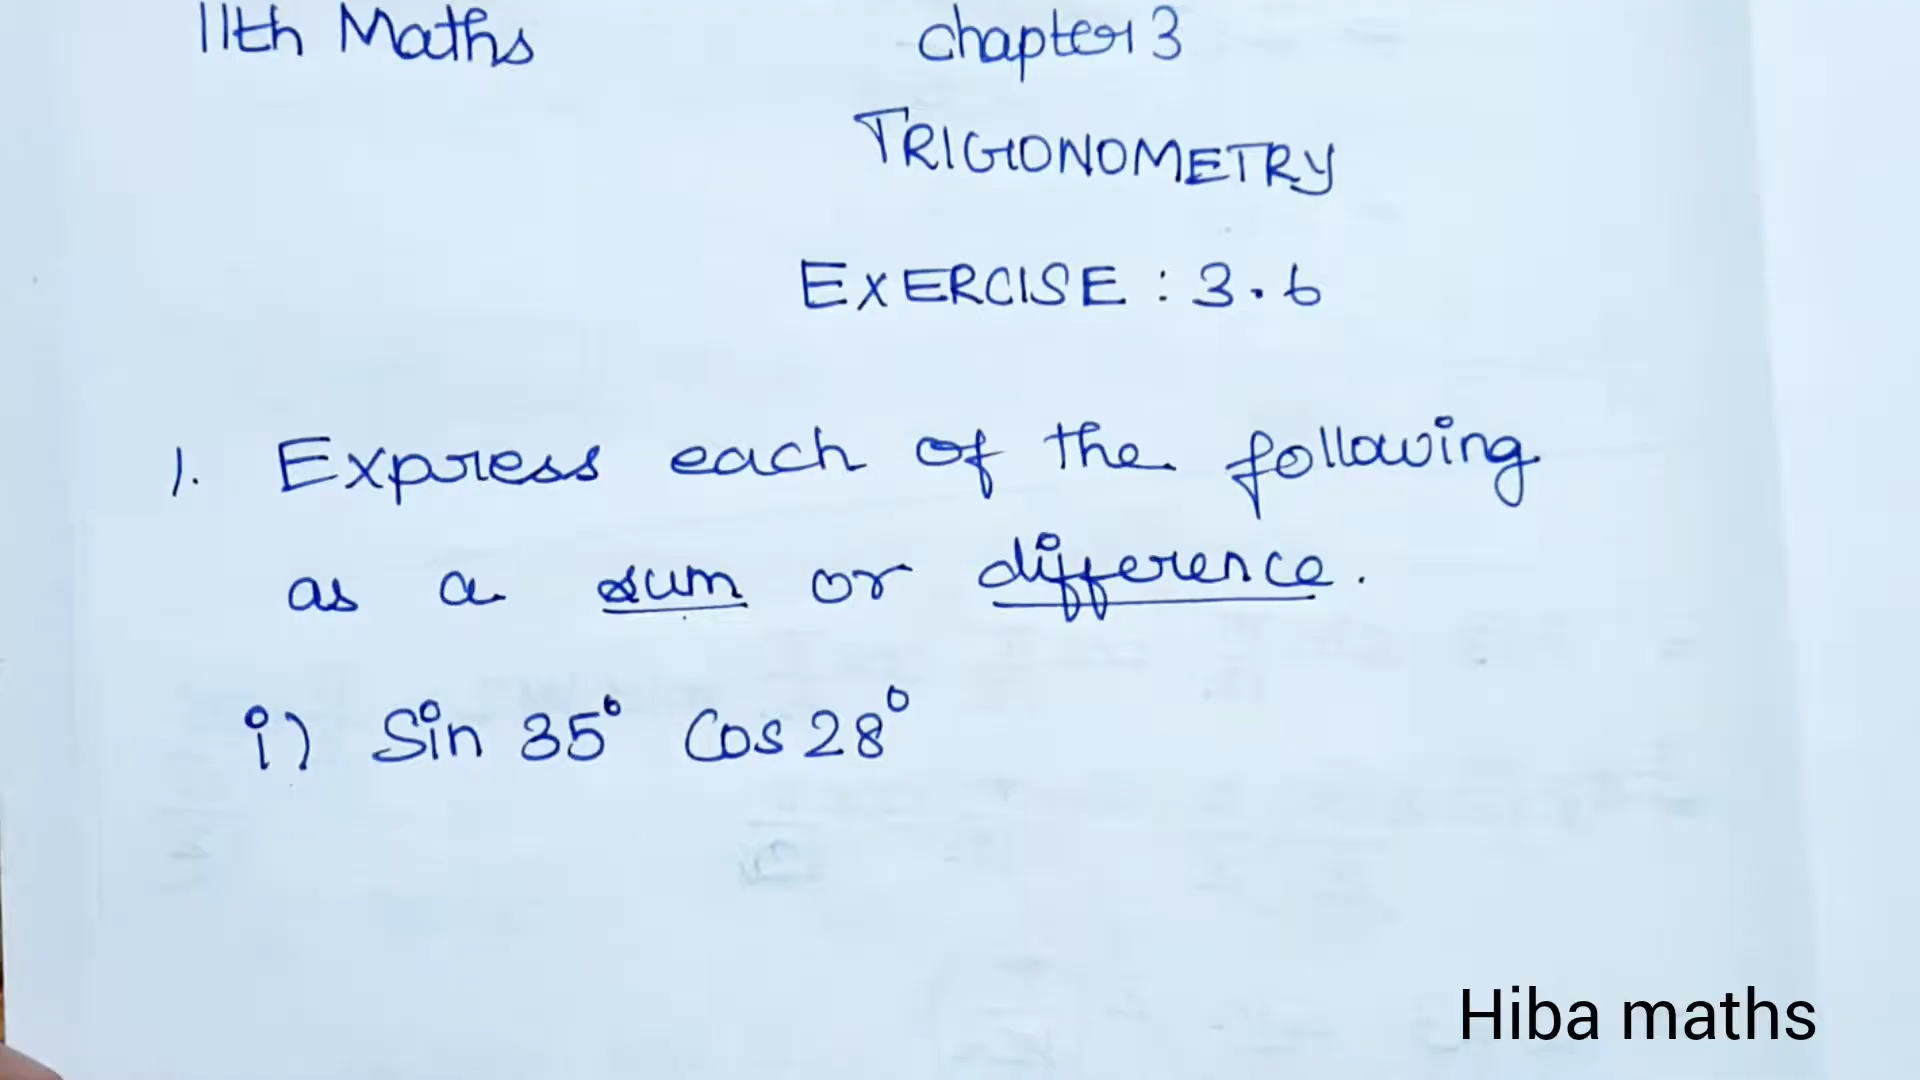 11th Maths chapter 3
TRIGONOMETRY
EXERCISE : 3.6
1. Express each of the following
as a sum or difference.
i) Sin 35° Cos 28°
Hiba maths